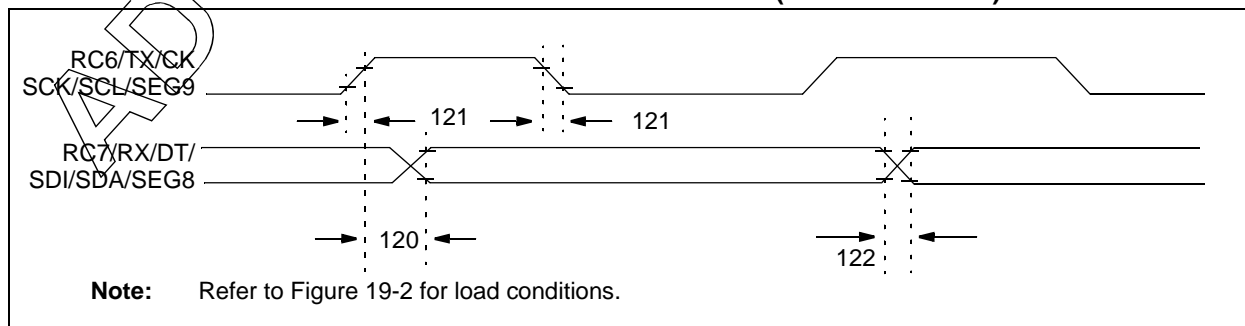 RC6/TX/CK
SCK/SCL/SEG9
121
121
RC7/RX/DT/
SDI/SDA/SEG8
120
122
Note: Refer to Figure 19-2 for load conditions.